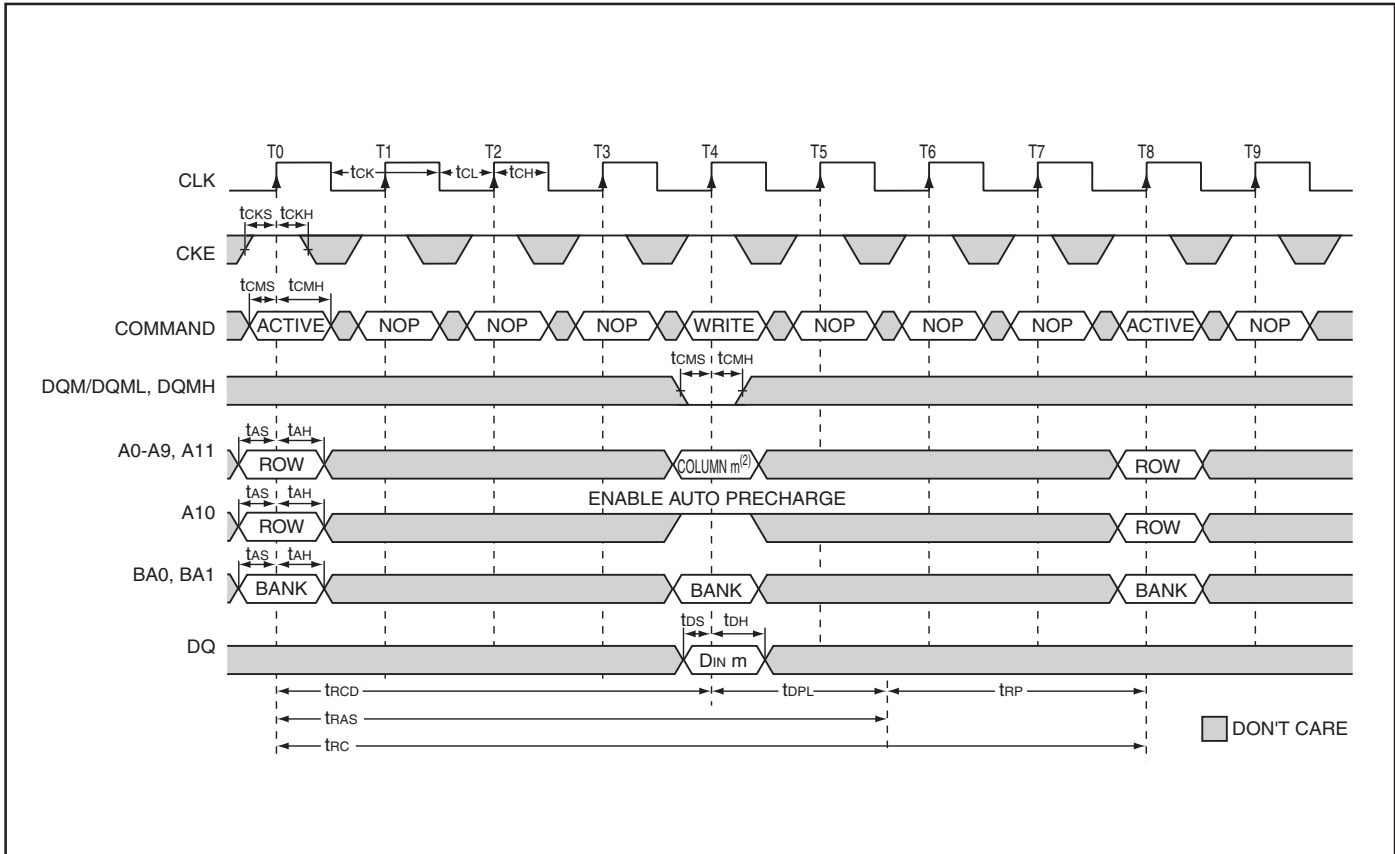 T0 T1 T2 T3 T4 T5 T6 T7 T8 T9
CLK tCK tCL tCH
tCKS tCKH
CKE
tCMS tCMH
COMMAND ACTIVE NOP NOP NOP WRITE NOP NOP NOP ACTIVE NOP
tCMS tCMH
DQM/DQML, DQMH
tAS tAH
A0-A9, A11 ROW COLUMN m(2) ROW
tAS tAH ENABLE AUTO PRECHARGE
A10 ROW ROW
tAS tAH
BA0, BA1 BANK BANK BANK
tDS tDH
DQ DIN m
tRCD tDPL tRP
tRAS
tRC
DON'T CARE